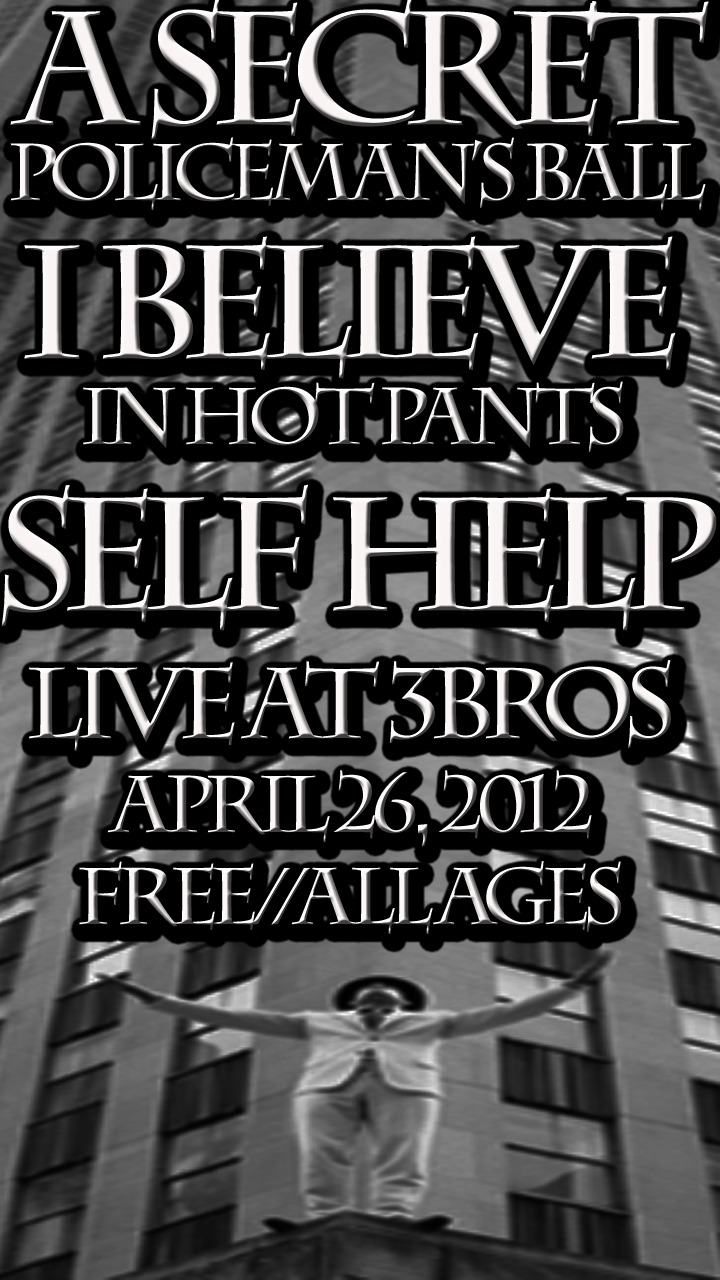 A SECRET
POLICEMAN'S BALL
I BELIEVE
IN HOT PANTS
SELF HELP
LIVE AT 3BROS
APRIL 26, 2012
FREE//ALL AGES